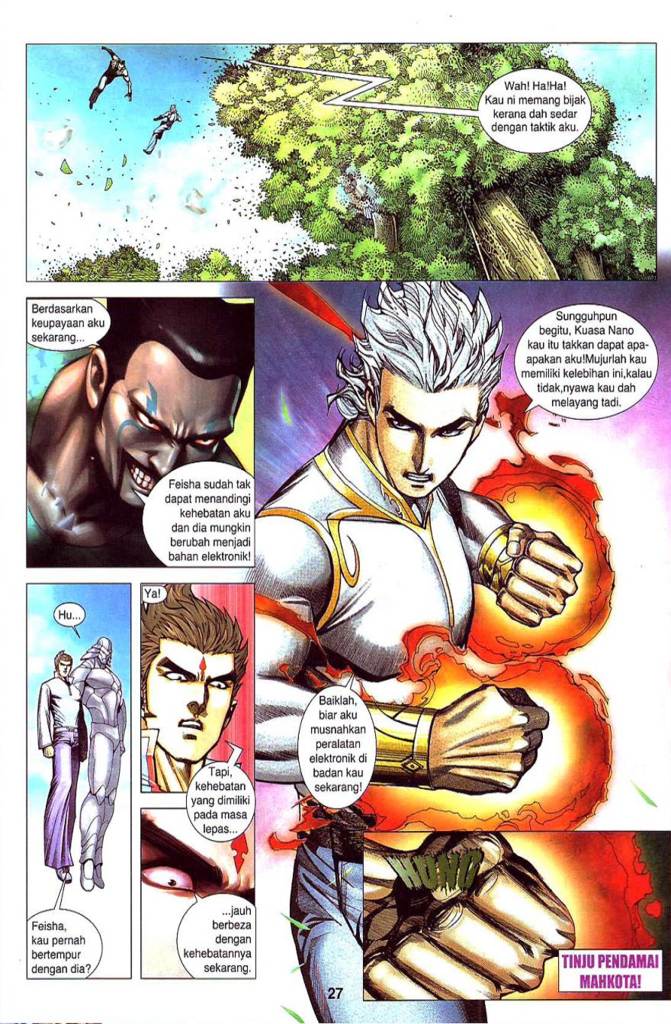 Wah! Ha!Ha!
Kau ni memang bijak
kerana dah sedar
dengan taktik aku.
Berdasarkan
keupayaan aku
sekarang...
Feisha sudah tak
dapat menandingi
kehebatan aku
dan dia mungkin
berubah menjadi
bahan elektronik!
Sungguhpun
begitu, Kuasa Nano
kau itu takkan dapat apa-
apakan aku!Mujurlah kau
memiliki kelebihan ini,kalau
tidak,nyawa kau dah
melayang tadi.
Hu...
Feisha,
kau pernah
bertempur
dengan dia?
Ya!
Tapi,
kehebatan
yang dimiliki
pada masa
lepas...
...jauh
berbeza
dengan
kehebatannya
sekarang.
Baiklah,
biar aku
musnahkan
peralatan
elektronik di
badan kau
sekarang!
HONO
TINJU PENDAMAI
MAHKOTA!
27